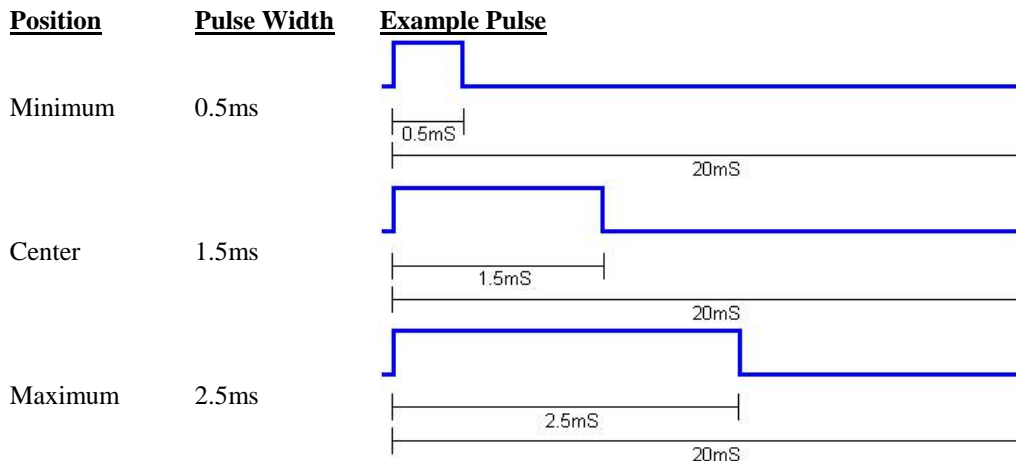 Position Pulse Width Example Pulse
Minimum 0.5ms
0.5mS
20mS
Center 1.5ms
1.5mS
20mS
Maximum 2.5ms
2.5mS
20mS